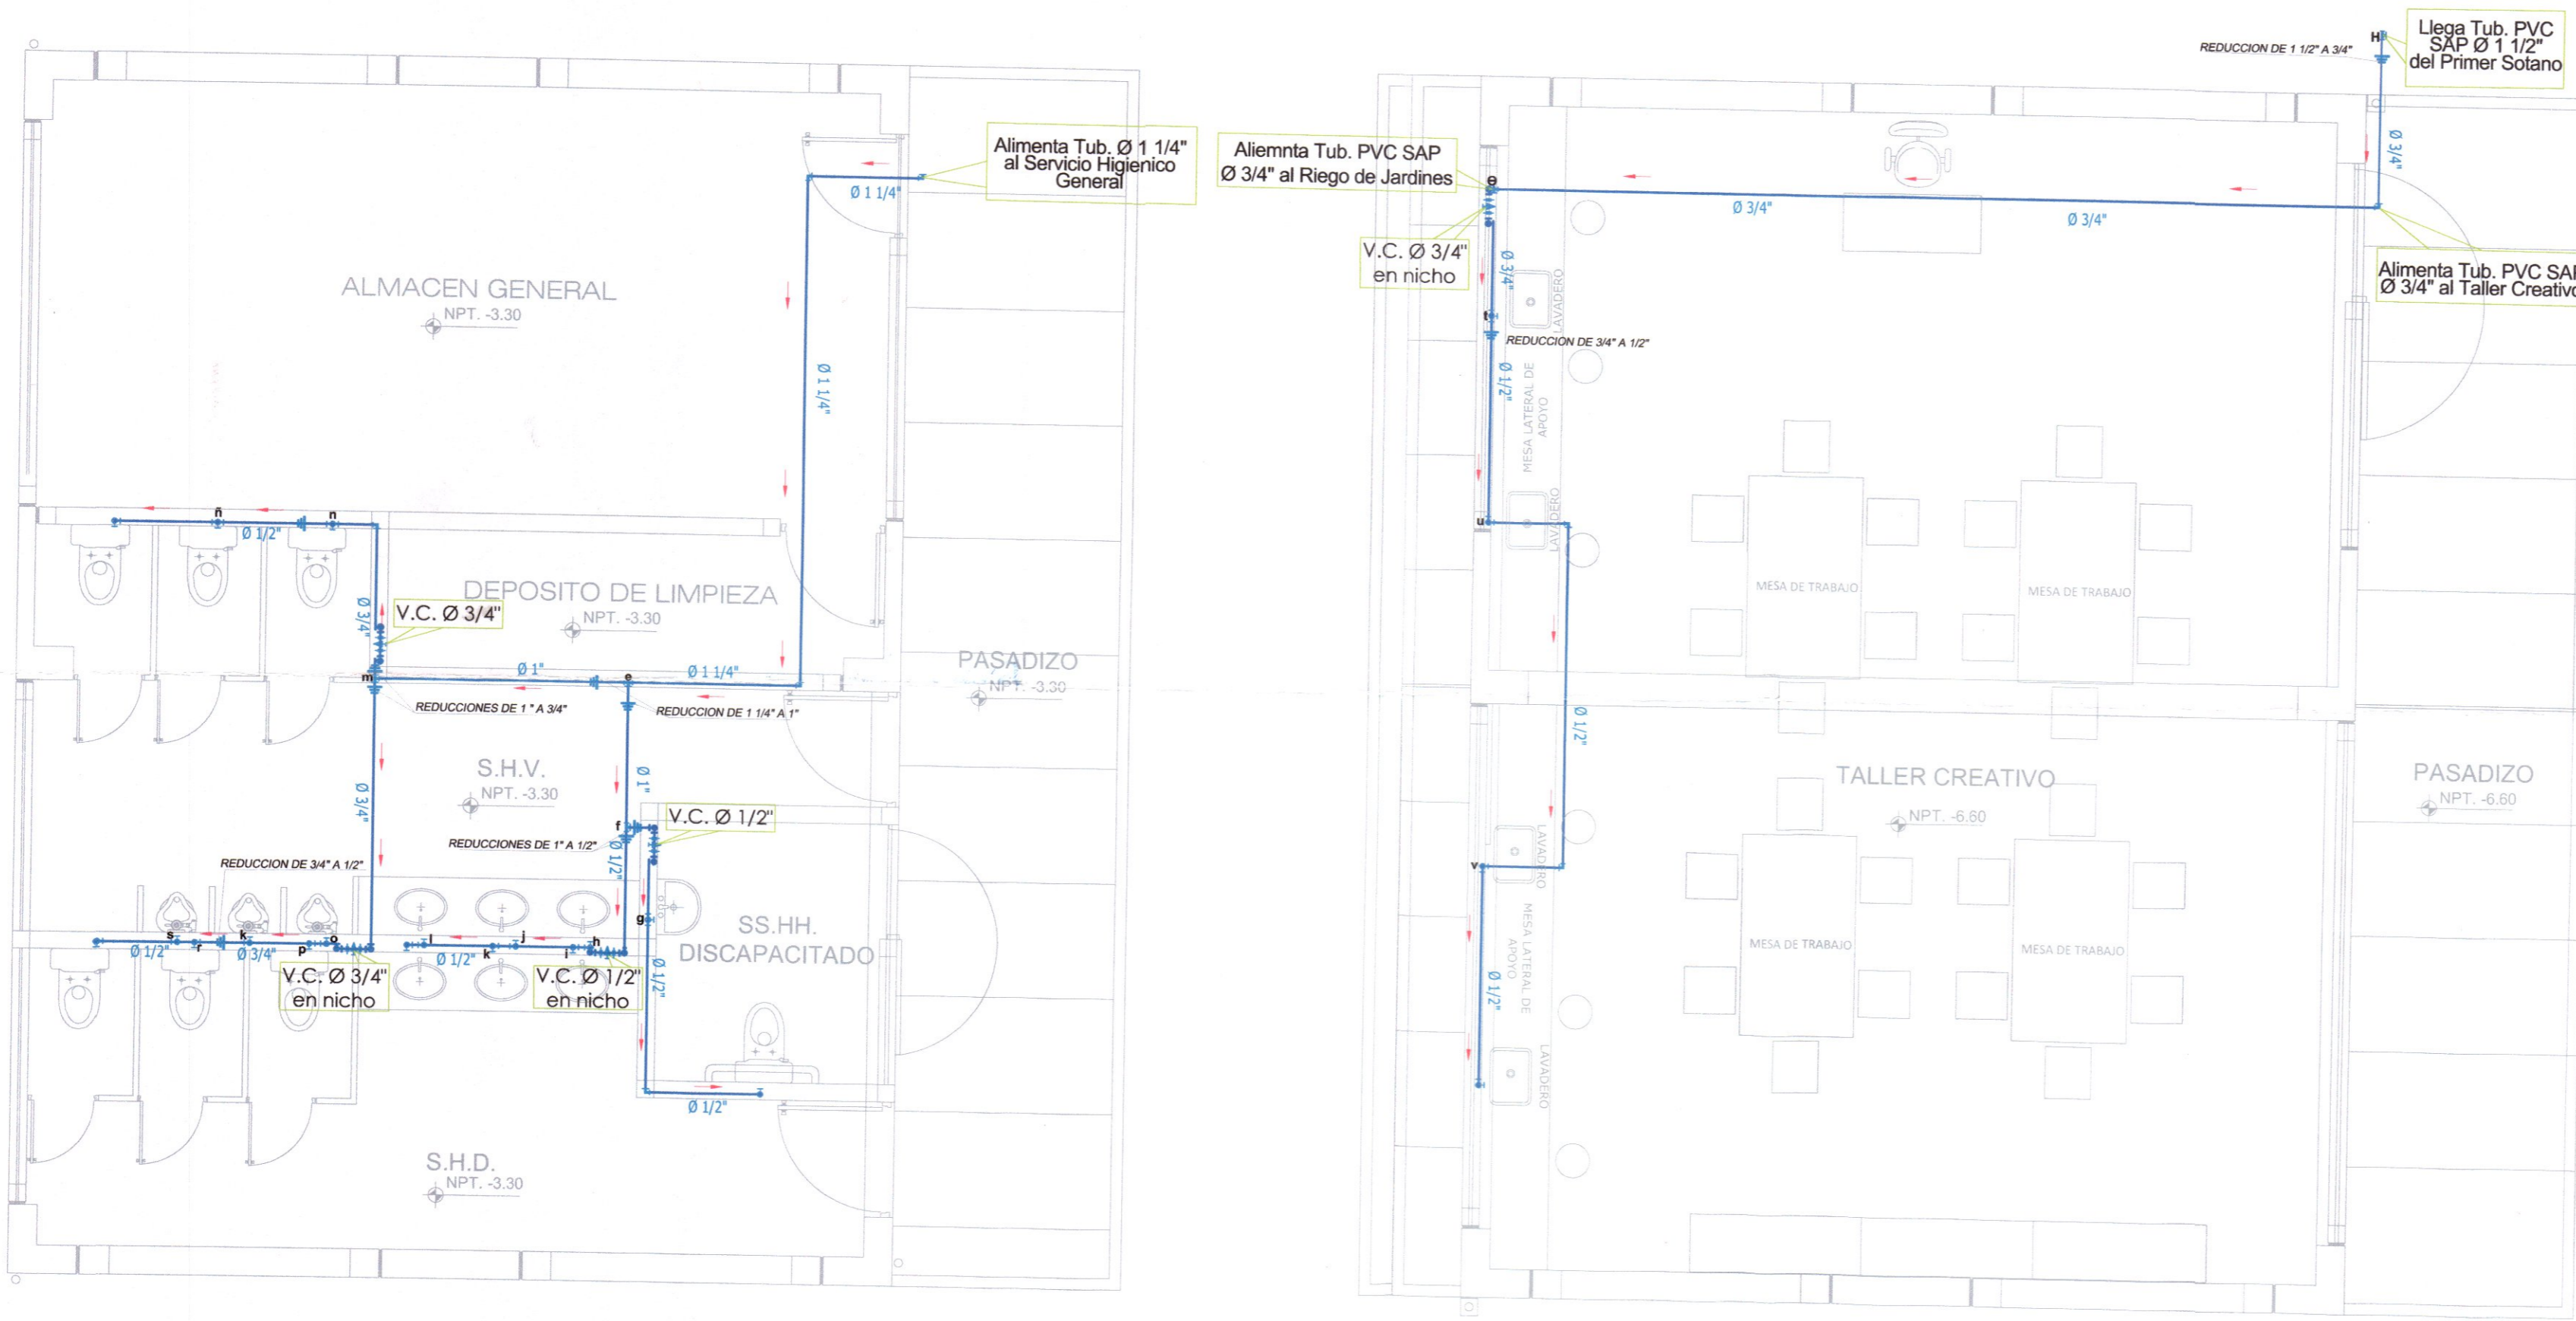 Alimenta Tub. Ø 1 1/4"
al Servicio Higienico
General
Ø 1 1/4"
ALMACEN GENERAL
NPT. -3.30
Ø 1 1/4"
ñ
n
Ø 1/2"
DEPOSITO DE LIMPIEZA
NPT. -3.30
V.C. Ø 3/4"
Ø 3/4"
m
Ø 1"
e
Ø 1 1/4"
REDUCCIONES DE 1 " A 3/4"
REDUCCION DE 1 1/4" A 1"
PASADIZO
NPT. -3.30
S.H.V.
NPT. -3.30
Ø 1"
Ø 3/4"
V.C. Ø 1/2"
f
REDUCCIONES DE 1" A 1/2"
Ø 1/2"
REDUCCION DE 3/4" A 1/2"
g
SS.HH.
DISCAPACITADO
s
r
k
p
o
l
k
j
i
h
Ø 1/2"
Ø 3/4"
Ø 1/2"
V.C. Ø 3/4"
en nicho
V.C. Ø 1/2"
en nicho
Ø 1/2"
Ø 1/2"
S.H.D.
NPT. -3.30
REDUCCION DE 1 1/2" A 3/4"
H
Llega Tub. PVC
SAP Ø 1 1/2"
del Primer Sotano
Ø 3/4"
Aliemnta Tub. PVC SAP
Ø 3/4" al Riego de Jardines
Ø 3/4"
Ø 3/4"
V.C. Ø 3/4"
en nicho
Alimenta Tub. PVC SAP
Ø 3/4" al Taller Creativo
Ø 3/4"
LAVADERO
t
REDUCCION DE 3/4" A 1/2"
Ø 1/2"
MESA LATERAL DE
APOYO
LAVADERO
u
MESA DE TRABAJO
MESA DE TRABAJO
Ø 1/2"
TALLER CREATIVO
NPT. -6.60
PASADIZO
NPT. -6.60
LAVADERO
v
MESA LATERAL DE
APOYO
MESA DE TRABAJO
MESA DE TRABAJO
Ø 1/2"
LAVADERO